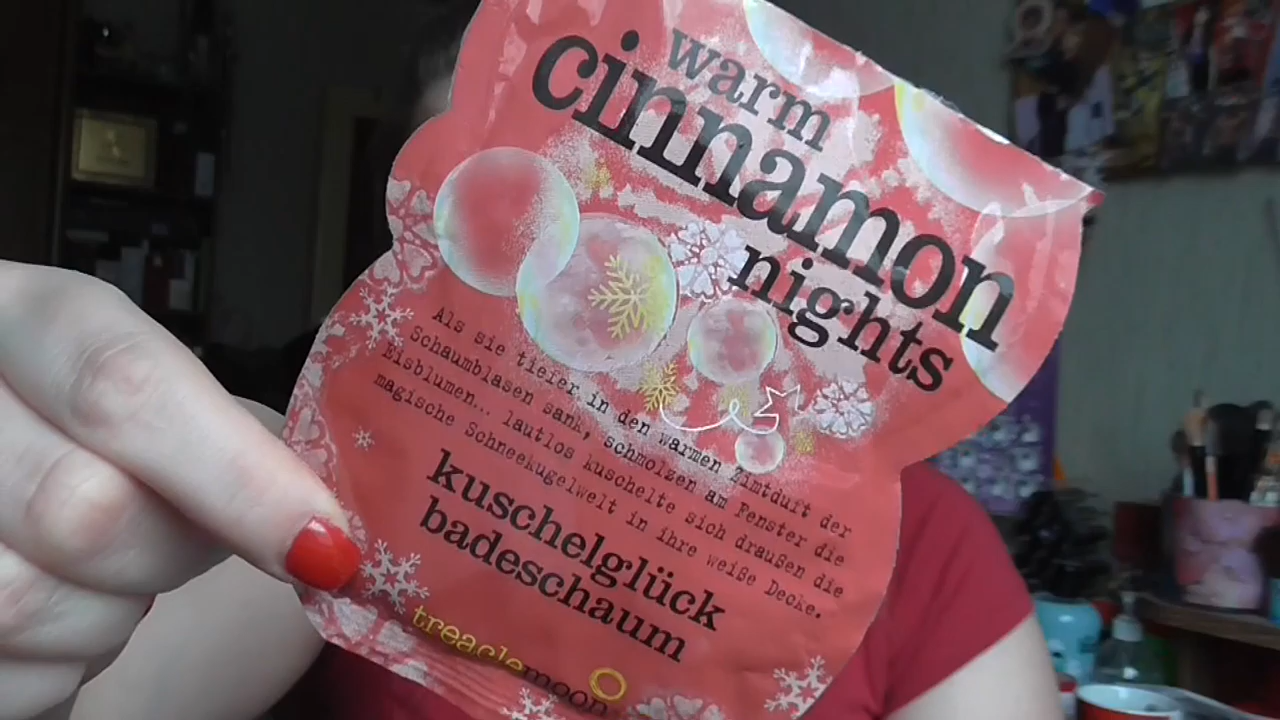 warm
cinnamon
nights
Als sie tiefer in den warmen Zimtduft der
Schaumblasen sank, schmolzen am Fenster die
Eisblumen... lautlos kuschelte sich draußen die
magische Schneekugelwelt in ihre weiße Decke.
kuschelglück
badeschaum
treaclemoon